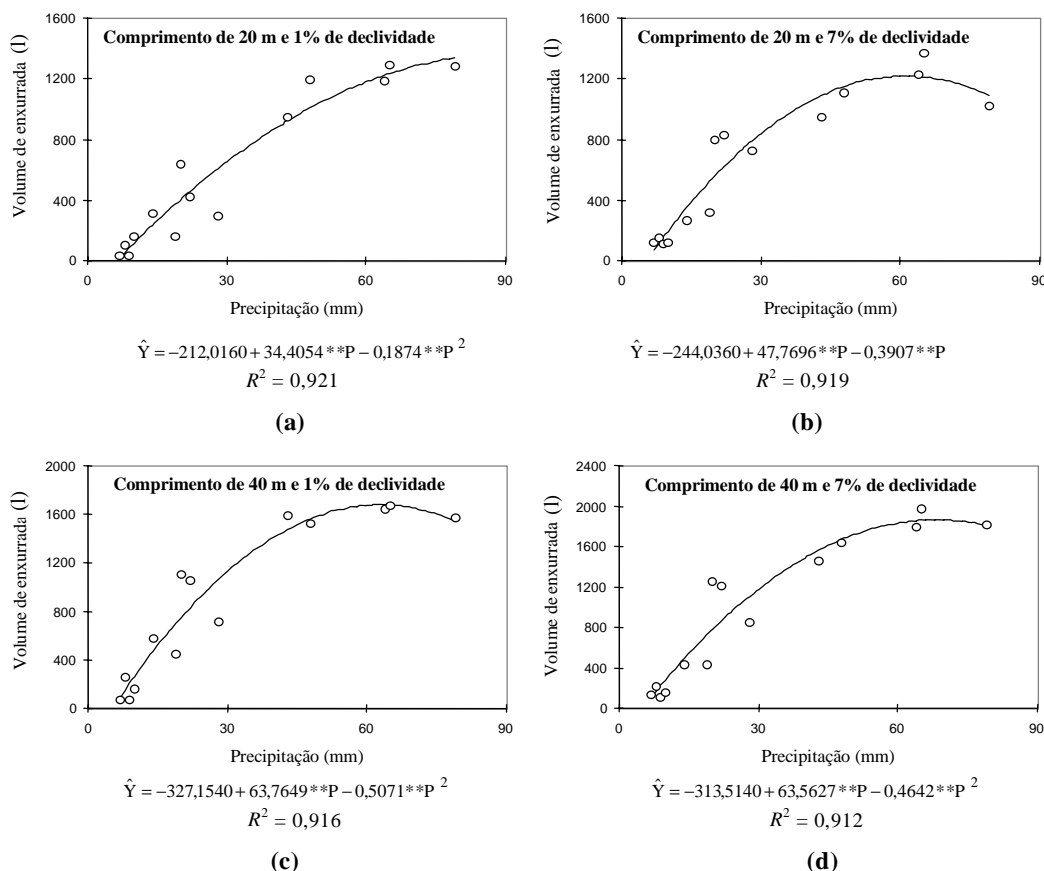 Comprimento de 20 m e 1% de declividade
Volume de enxurrada (l)
1600
1200
800
400
0
0 30 60 90
Precipitação (mm)
Ŷ = −212,0160 + 34,4054 **P − 0,1874 **P ²
R² = 0,921
(a)
Comprimento de 20 m e 7% de declividade
Volume de enxurrada (l)
1600
1200
800
400
0
0 30 60 90
Precipitação (mm)
Ŷ = −244,0360 + 47,7696 **P − 0,3907 **P
R² = 0,919
(b)
Comprimento de 40 m e 1% de declividade
Volume de enxurrada (l)
2000
1600
1200
800
400
0
0 30 60 90
Precipitação (mm)
Ŷ = −327,1540 + 63,7649 **P − 0,5071 **P ²
R² = 0,916
(c)
Comprimento de 40 m e 7% de declividade
Volume de enxurrada (l)
2400
2000
1600
1200
800
400
0
0 30 60 90
Precipitação (mm)
Ŷ = −313,5140 + 63,5627 **P − 0,4642 **P ²
R² = 0,912
(d)